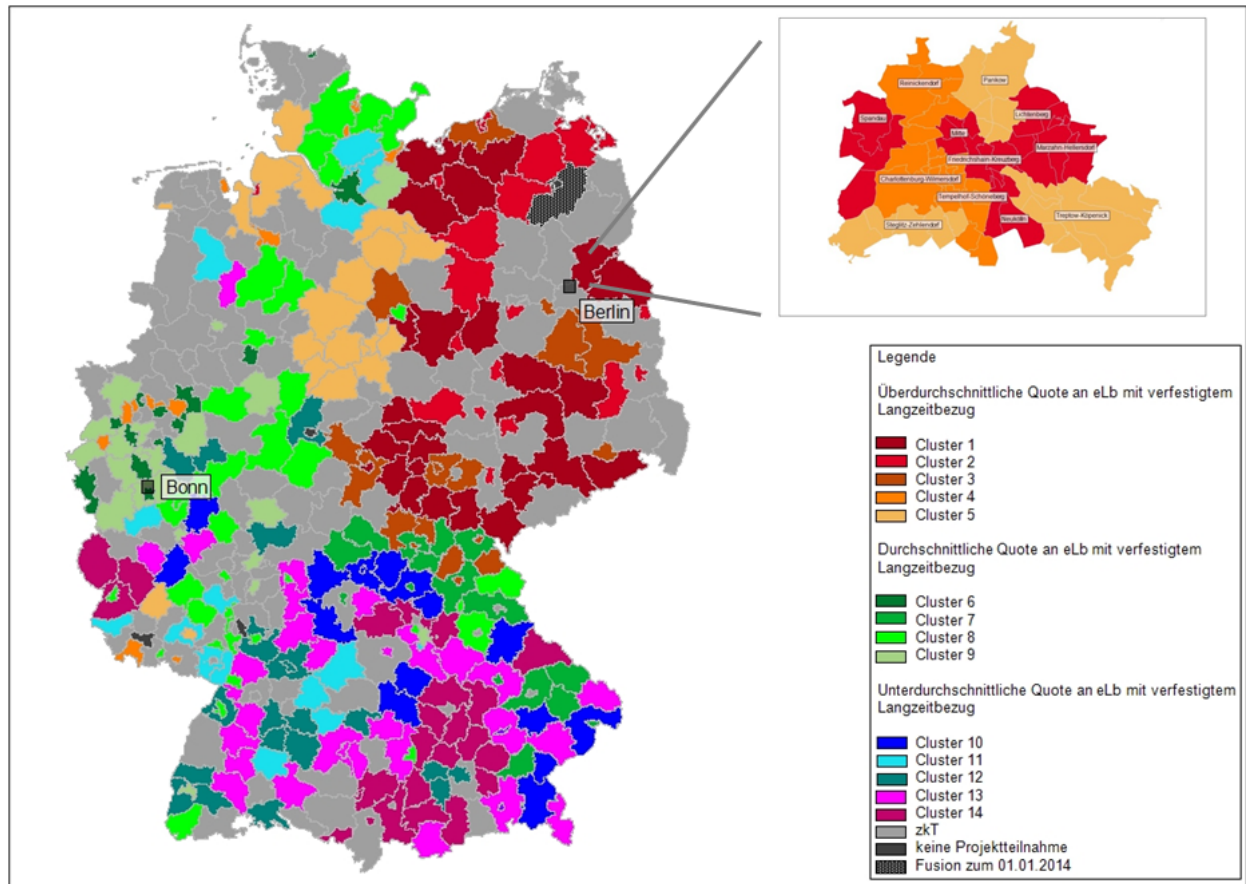 Reinickendorf
Pankow
Spandau
Lichtenberg
Mitte
Marzahn-Hellersdorf
Friedrichshain-Kreuzberg
Charlottenburg-Wilmersdorf
Tempelhof-Schöneberg
Neukölln
Treptow-Köpenick
Steglitz-Zehlendorf
Berlin
Bonn
Legende
Überdurchschnittliche Quote an eLb mit verfestigtem
Langzeitbezug
Cluster 1
Cluster 2
Cluster 3
Cluster 4
Cluster 5
Durchschnittliche Quote an eLb mit verfestigtem
Langzeitbezug
Cluster 6
Cluster 7
Cluster 8
Cluster 9
Unterdurchschnittliche Quote an eLb mit verfestigtem
Langzeitbezug
Cluster 10
Cluster 11
Cluster 12
Cluster 13
Cluster 14
zkT
keine Projektteilnahme
Fusion zum 01.01.2014